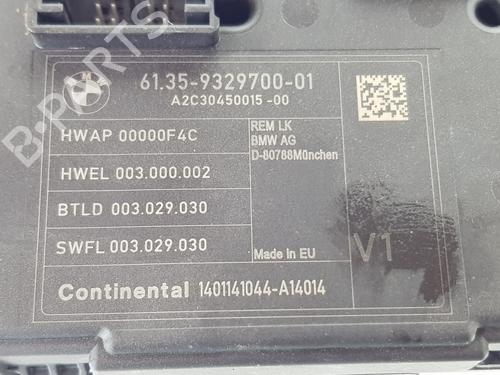 BMW
61.35-9329700-01
A2C30450015-00
HWAP 00000F4C
HWEL 003.000.002
BTLD 003.029.030
SWFL 003.029.030
REM LK
BMW AG
D-80788München
Made in EU
V1
Continental 1401141044-A14014